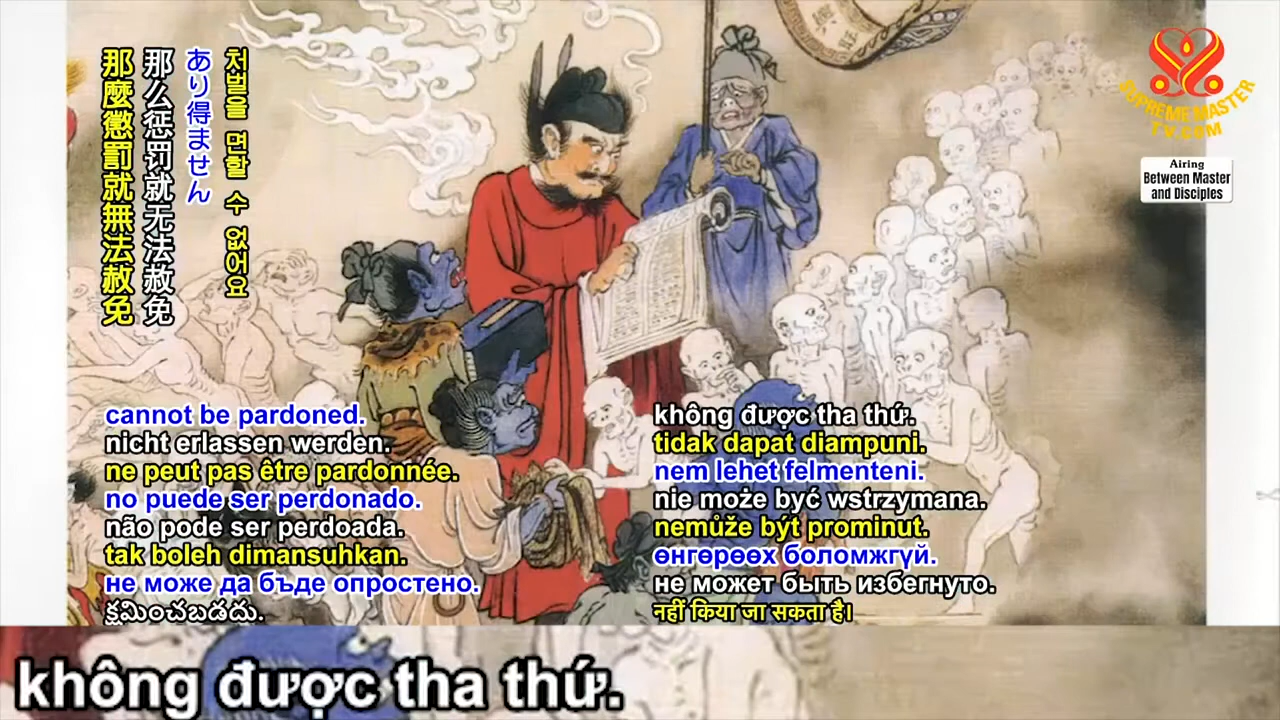 那麼懲罰就無法赦免
那么惩罚就无法赦免
あり得ません
처벌을 면할 수 없어요
SUPREME MASTER
TV.COM
Airing
Between Master
and Disciples
cannot be pardoned.
nicht erlassen werden.
ne peut pas être pardonnée.
no puede ser perdonado.
não pode ser perdoada.
tak boleh dimansuhkan.
не може да бъде опростено.
క్షమించబడదు.
không được tha thứ.
tidak dapat diampuni.
nem lehet felmenteni.
nie może być wstrzymana.
nemůže být prominut.
өнгөрөөх боломжгүй.
не может быть избегнуто.
नहीं किया जा सकता है।
không được tha thứ.